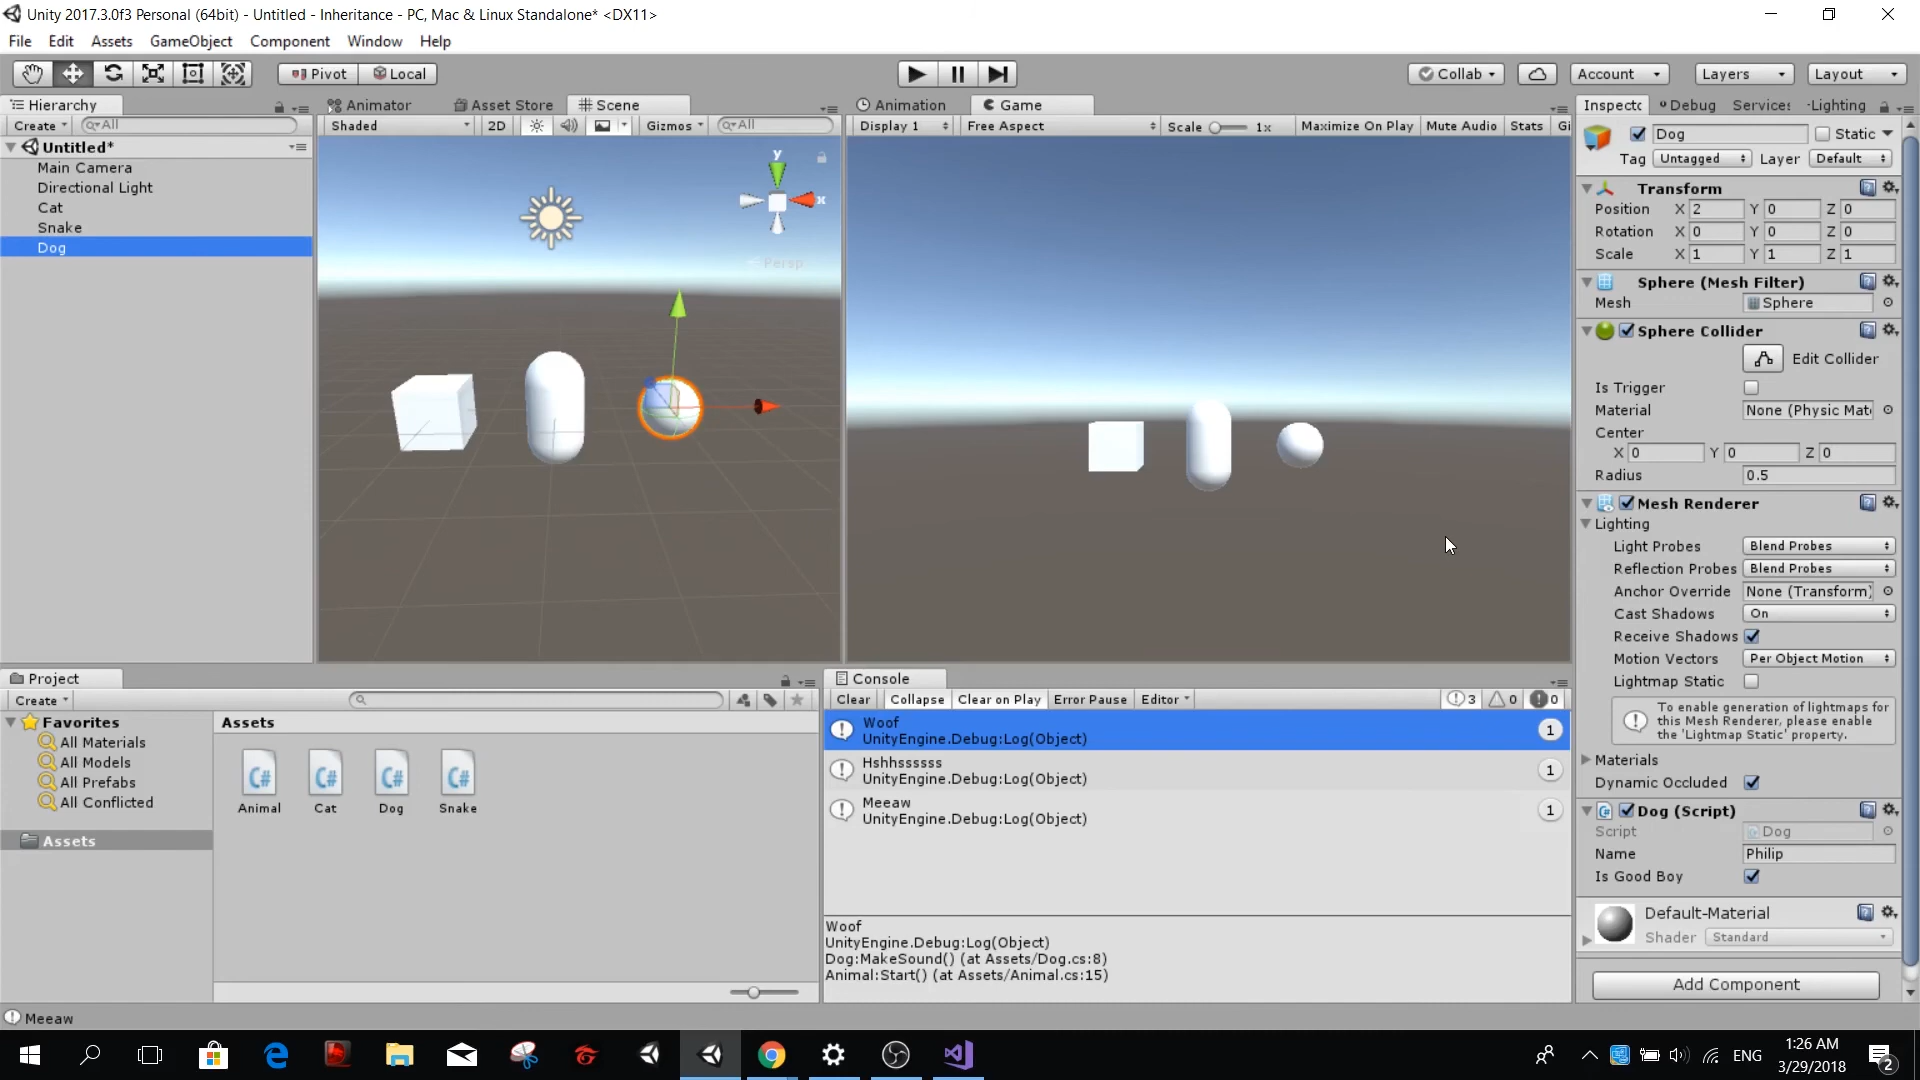 Unity 2017.3.0f3 Personal (64bit) - Untitled - Inheritance - PC, Mac & Linux Standalone* <DX11>
File Edit Assets GameObject Component Window Help
Pivot Local Collab Account Layers Layout
Hierarchy
Create All
Untitled*
Main Camera
Directional Light
Cat
Snake
Dog
Animator Asset Store Scene
Shaded 2D Gizmos All
y
x
Persp
Animation Game
Display 1 Free Aspect Scale 1x Maximize On Play Mute Audio Stats Gi
Inspecto Debug Services Lighting
Dog Static
Tag Untagged Layer Default
Transform
Position X 2 Y 0 Z 0
Rotation X 0 Y 0 Z 0
Scale X 1 Y 1 Z 1
Sphere (Mesh Filter)
Mesh Sphere
Sphere Collider
Edit Collider
Is Trigger
Material None (Physic Mat
Center
X 0 Y 0 Z 0
Radius 0.5
Mesh Renderer
Lighting
Light Probes Blend Probes
Reflection Probes Blend Probes
Anchor Override None (Transform)
Cast Shadows On
Receive Shadows
Motion Vectors Per Object Motion
Lightmap Static
To enable generation of lightmaps for
this Mesh Renderer, please enable
the 'Lightmap Static' property.
Materials
Dynamic Occluded
Dog (Script)
Script Dog
Name Philip
Is Good Boy
Default-Material
Shader Standard
Add Component
Project
Create
Favorites
All Materials
All Models
All Prefabs
All Conflicted
Assets
Assets
C# C# C# C#
Animal Cat Dog Snake
Console
Clear Collapse Clear on Play Error Pause Editor 3 0 0
Woof
UnityEngine.Debug:Log(Object) 1
Hshhssssss
UnityEngine.Debug:Log(Object) 1
Meeaw
UnityEngine.Debug:Log(Object) 1
Woof
UnityEngine.Debug:Log(Object)
Dog:MakeSound() (at Assets/Dog.cs:8)
Animal:Start() (at Assets/Animal.cs:15)
Meeaw
ENG 1:26 AM
3/29/2018 2